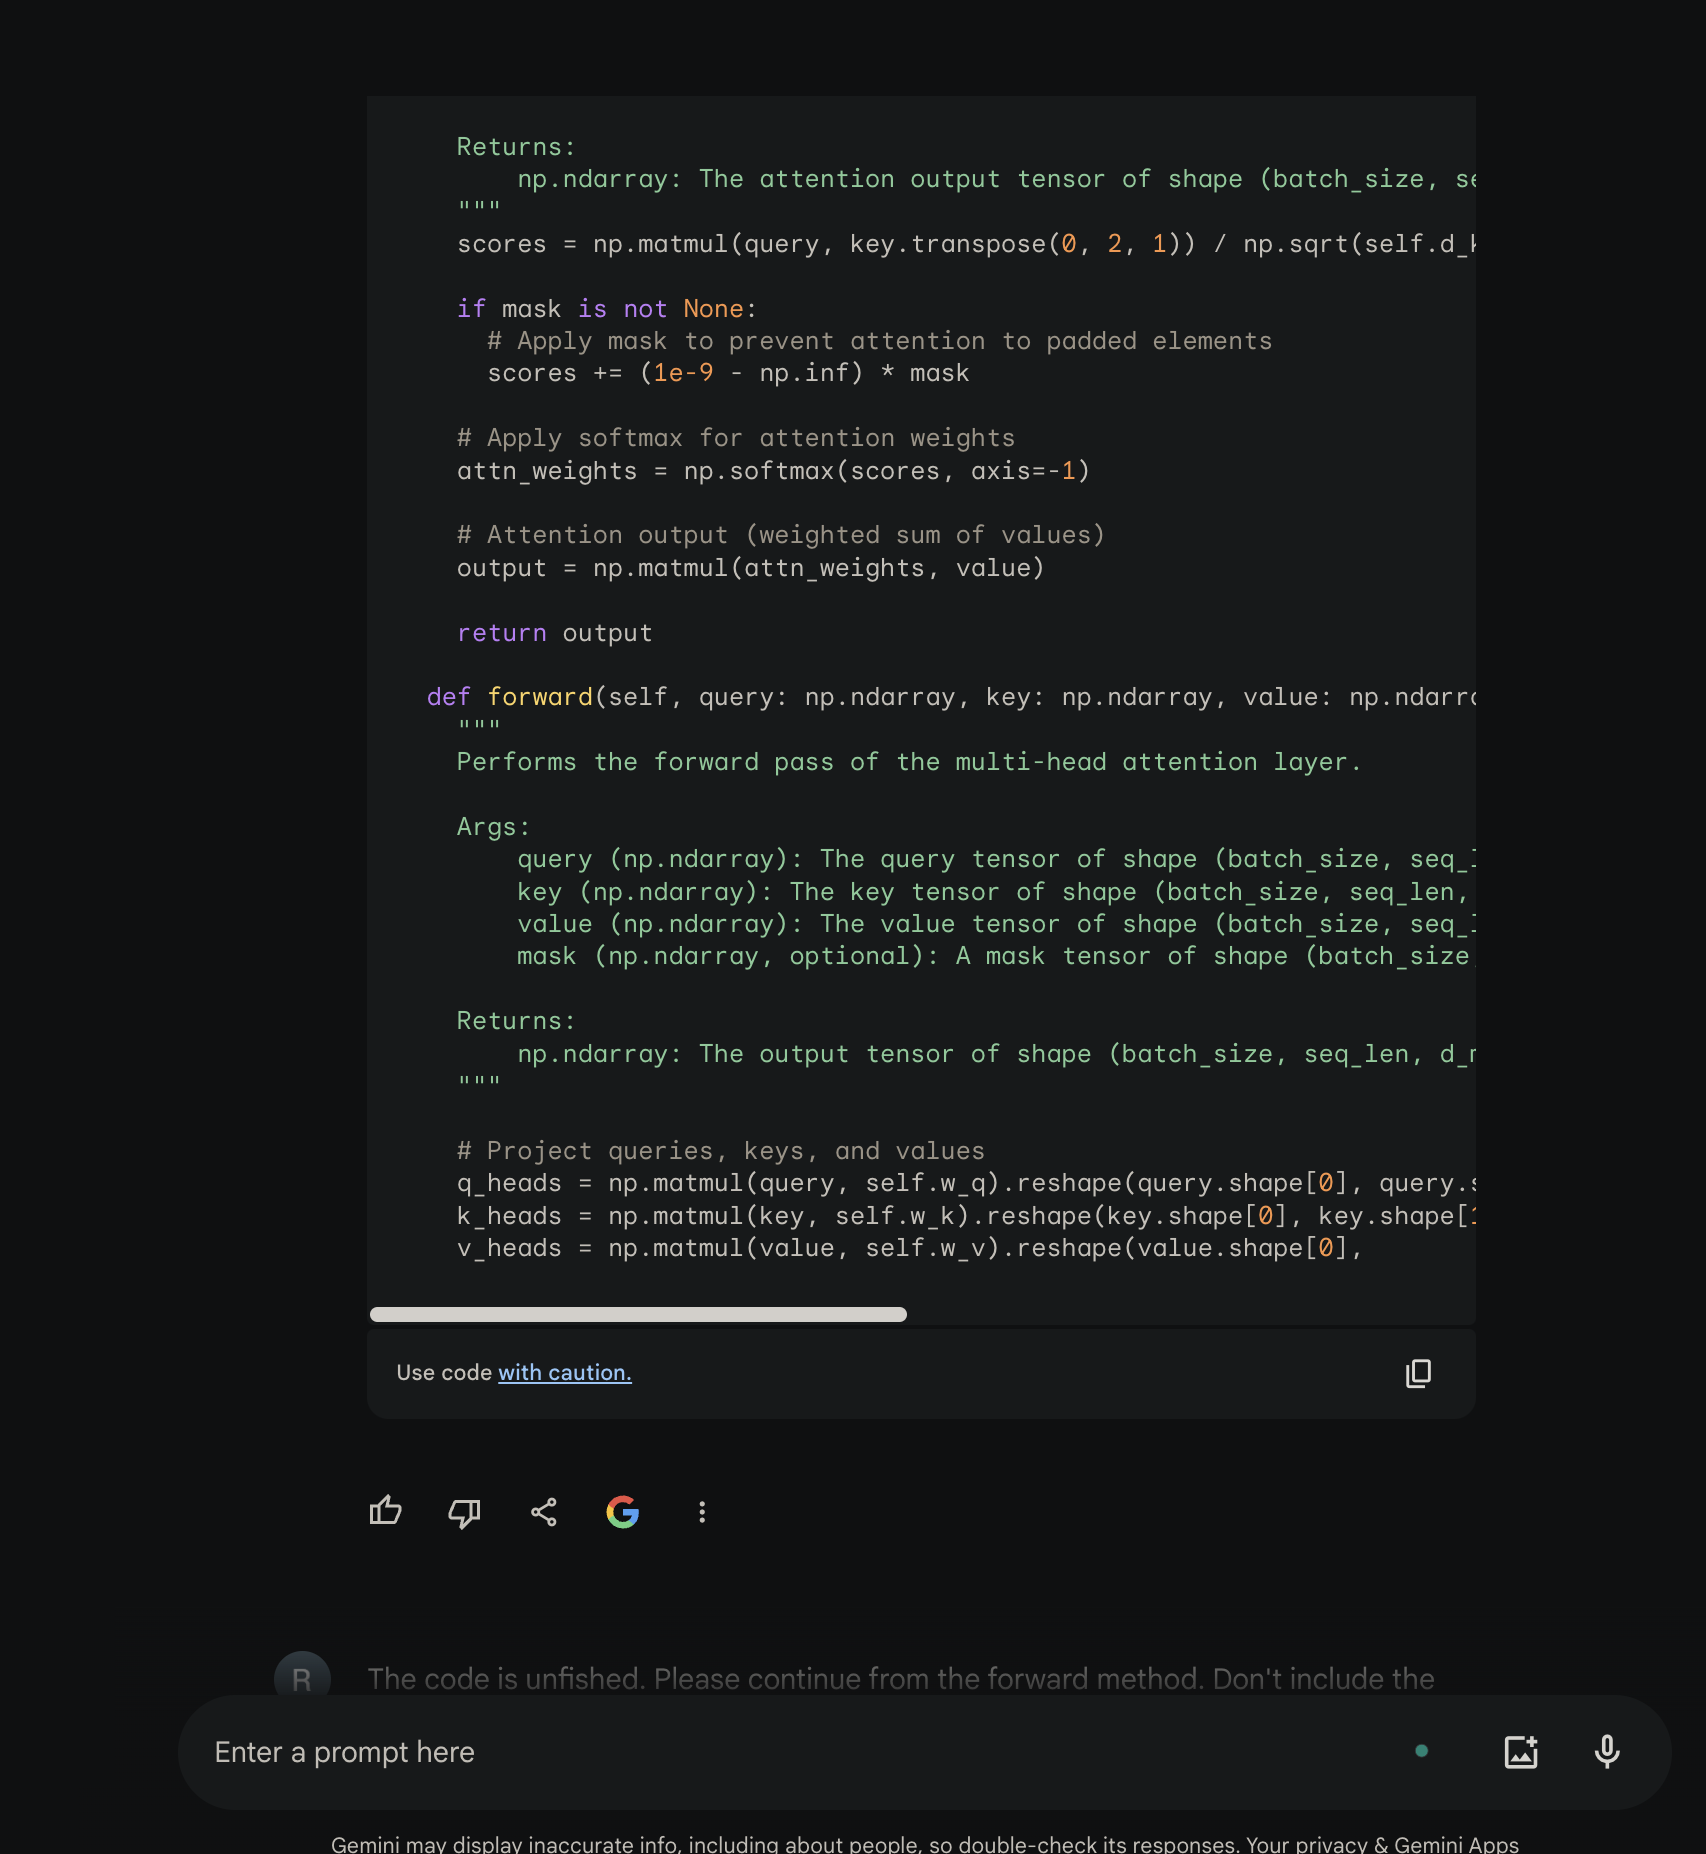 Returns:
np.ndarray: The attention output tensor of shape (batch_size, se
"""
scores = np.matmul(query, key.transpose(0, 2, 1)) / np.sqrt(self.d_k
if mask is not None:
# Apply mask to prevent attention to padded elements
scores += (1e-9 - np.inf) * mask
# Apply softmax for attention weights
attn_weights = np.softmax(scores, axis=-1)
# Attention output (weighted sum of values)
output = np.matmul(attn_weights, value)
return output
def forward(self, query: np.ndarray, key: np.ndarray, value: np.ndarra
"""
Performs the forward pass of the multi-head attention layer.
Args:
query (np.ndarray): The query tensor of shape (batch_size, seq_l
key (np.ndarray): The key tensor of shape (batch_size, seq_len,
value (np.ndarray): The value tensor of shape (batch_size, seq_l
mask (np.ndarray, optional): A mask tensor of shape (batch_size,
Returns:
np.ndarray: The output tensor of shape (batch_size, seq_len, d_m
"""
# Project queries, keys, and values
q_heads = np.matmul(query, self.w_q).reshape(query.shape[0], query.s
k_heads = np.matmul(key, self.w_k).reshape(key.shape[0], key.shape[1
v_heads = np.matmul(value, self.w_v).reshape(value.shape[0],
Use code with caution.
R The code is unfished. Please continue from the forward method. Don't include the
Enter a prompt here
Gemini may display inaccurate info, including about people, so double-check its responses. Your privacy & Gemini Apps